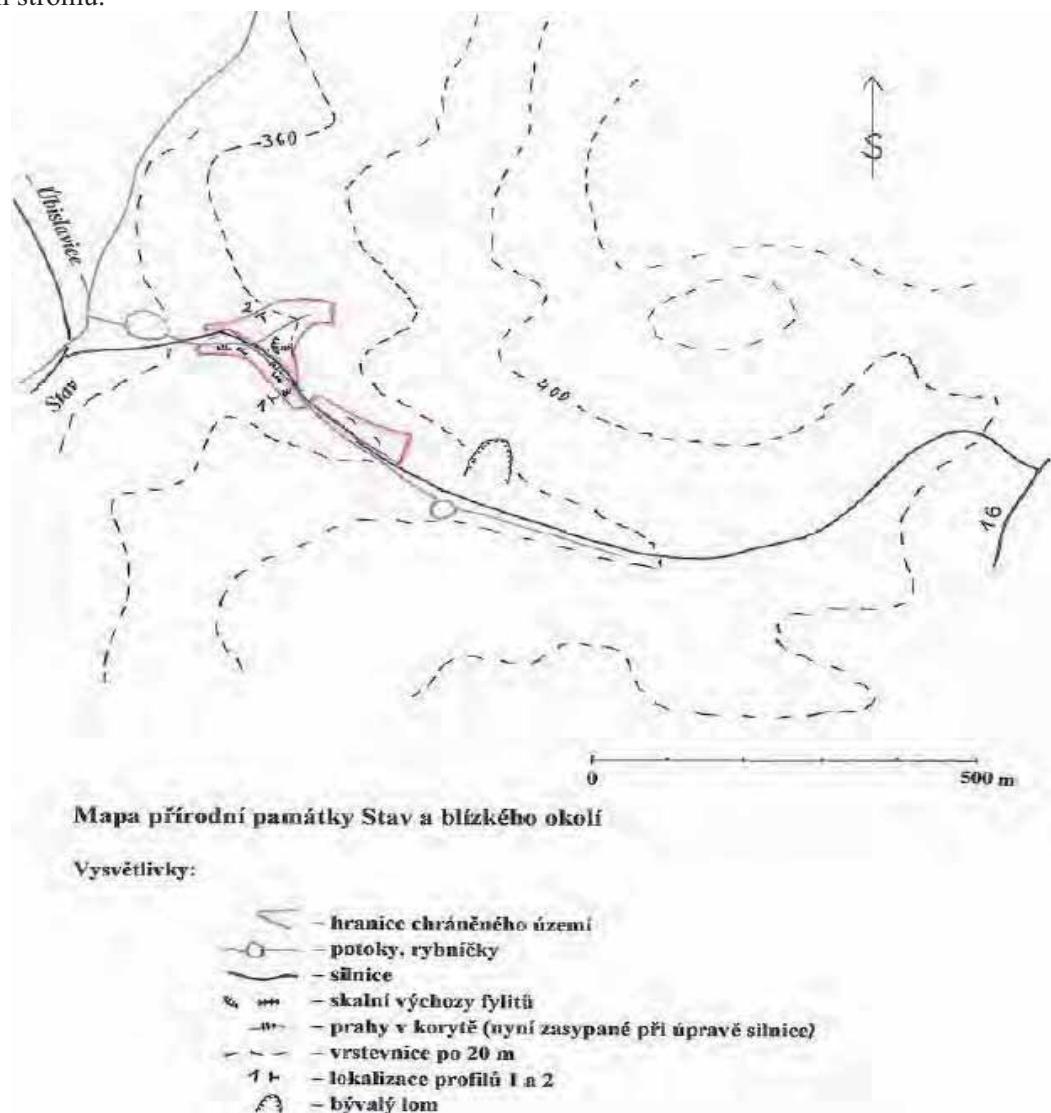 stromu.
360
S
Úbislavice
2
Stav
1
400
16
0 500 m
Mapa přírodní památky Stav a blízkého okolí
Vysvětlivky:
– hranice chráněného území
– potoky, rybníčky
– silnice
– skalní výchozy fylitů
– prahy v korytě (nyní zasypané při úpravě silnice)
– vrstevnice po 20 m
– lokalizace profilů 1 a 2
– bývalý lom